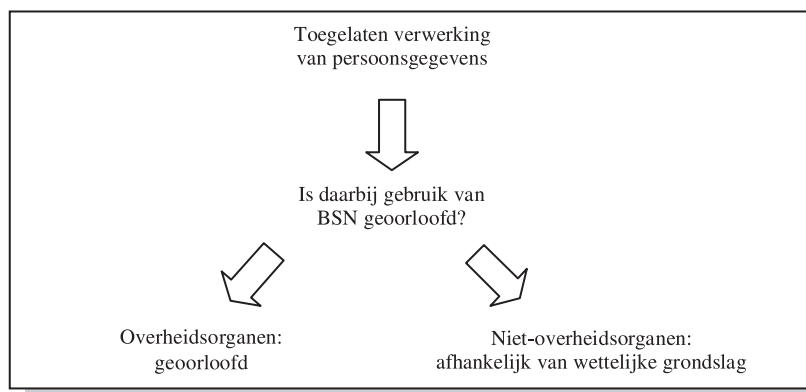 Toegelaten verwerking
van persoonsgegevens
Is daarbij gebruik van
BSN geoorloofd?
Overheidsorganen:
geoorloofd
Niet-overheidsorganen:
afhankelijk van wettelijke grondslag